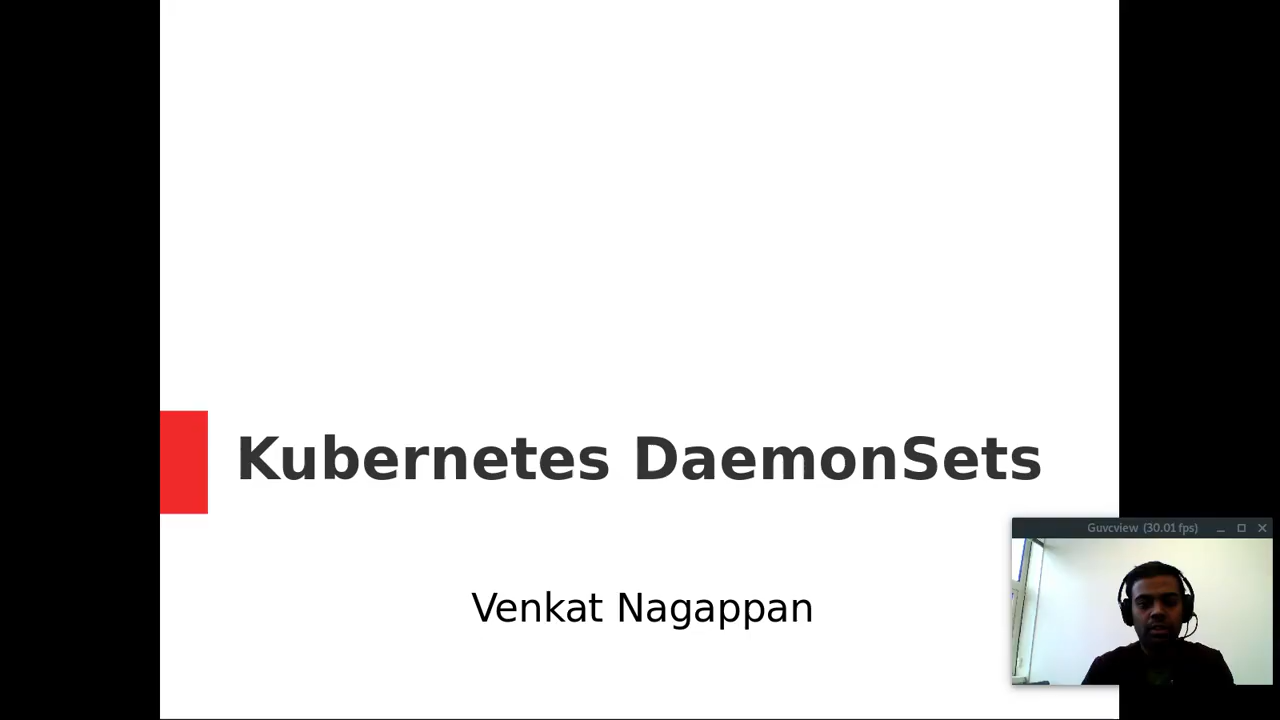 Kubernetes DaemonSets
Guvcview (30.01 fps)
Venkat Nagappan